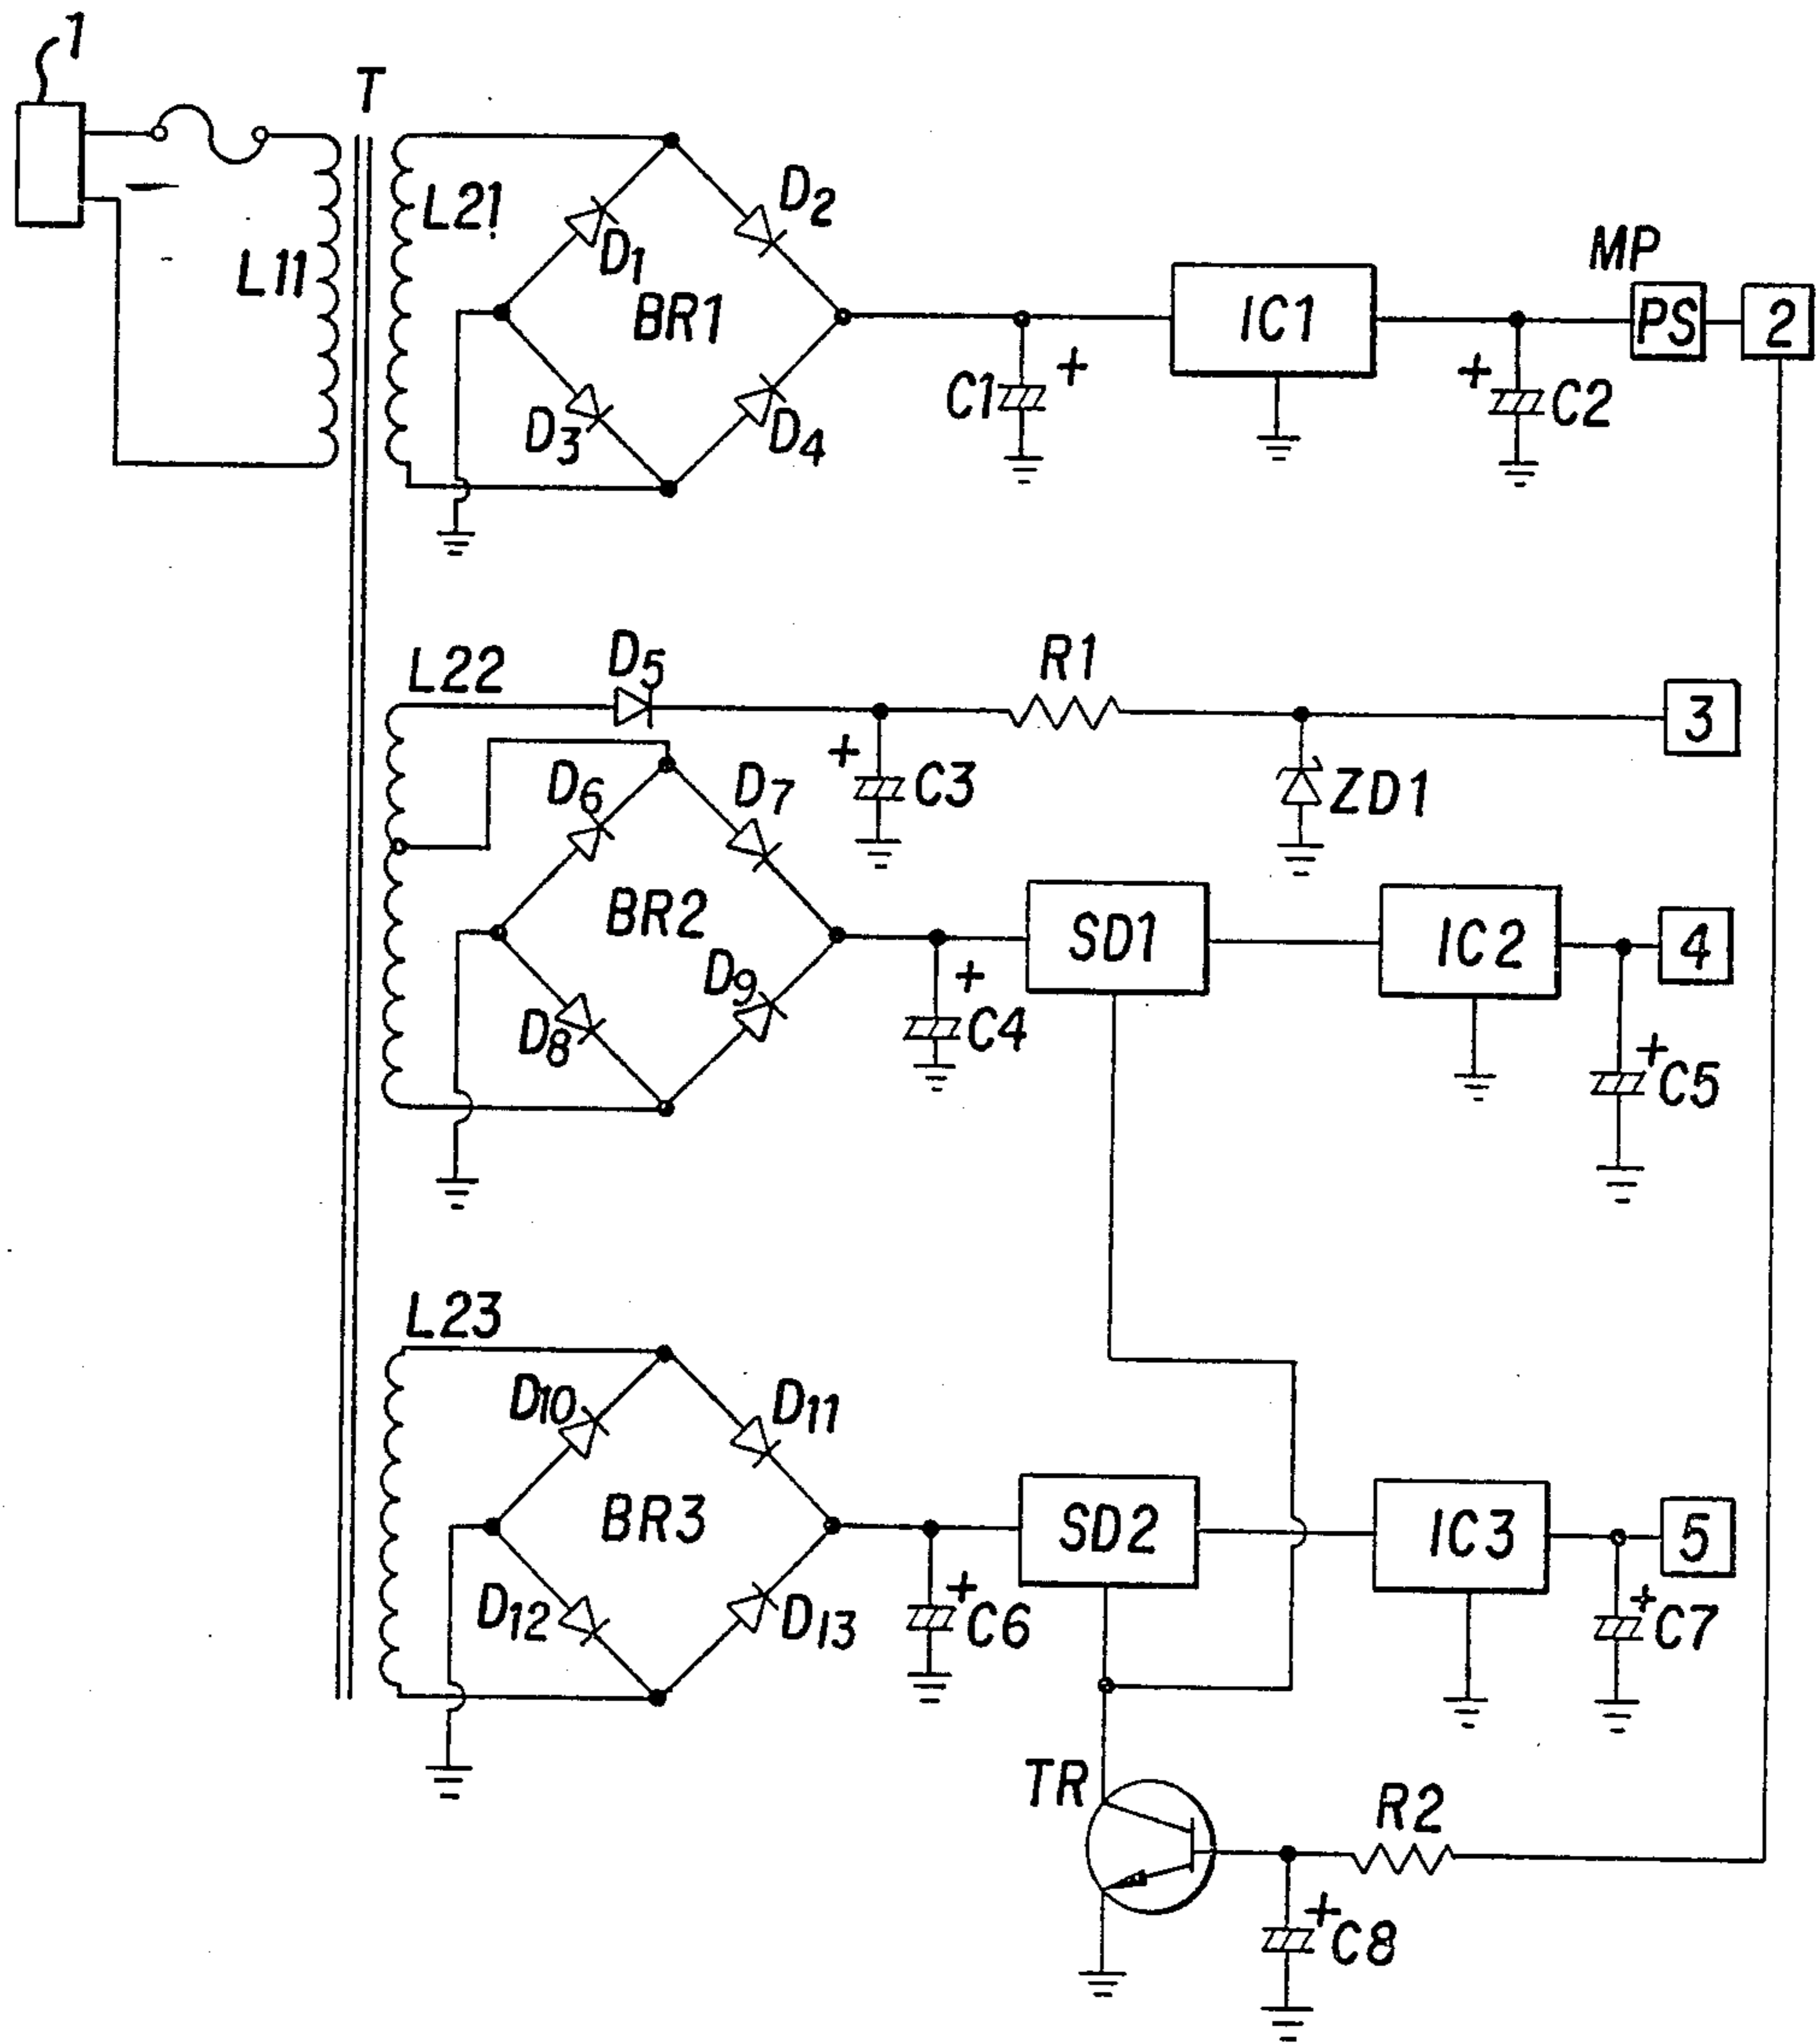 1
T
L11
L21
D1
D2
BR1
D3
D4
C1
+
IC1
+
C2
MP
PS
2
L22
D5
R1
3
+
C3
ZD1
D6
D7
BR2
D8
D9
+
C4
SD1
IC2
4
+
C5
L23
D10
D11
BR3
D12
D13
+
C6
SD2
IC3
5
+
C7
TR
R2
+
C8